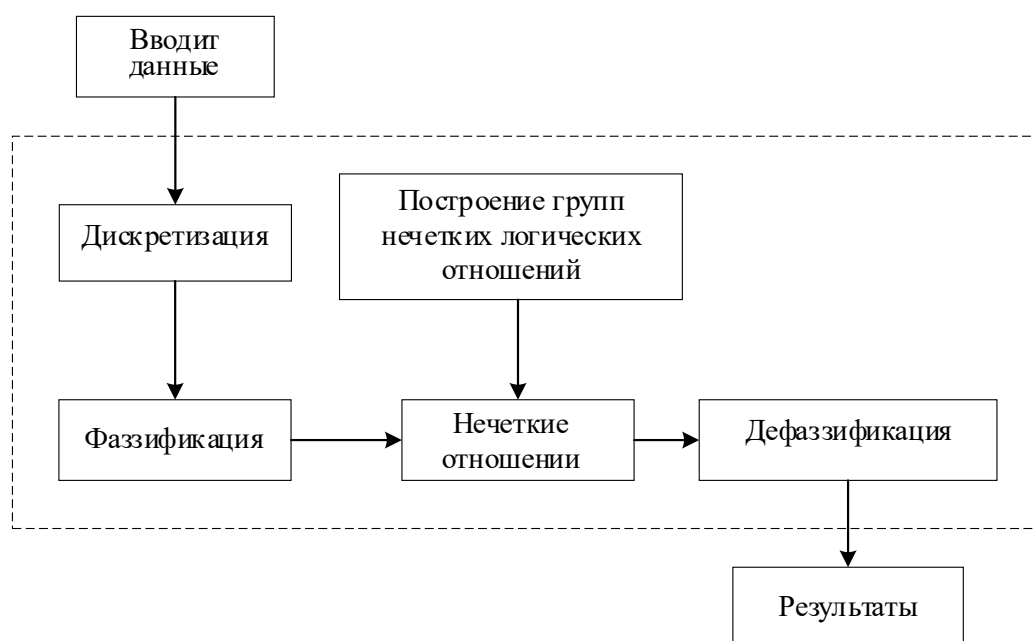 Вводит
данные
Дискретизация
Построение групп
нечетких логических
отношений
Фаззификация
Нечеткие
отношении
Дефаззификация
Результаты